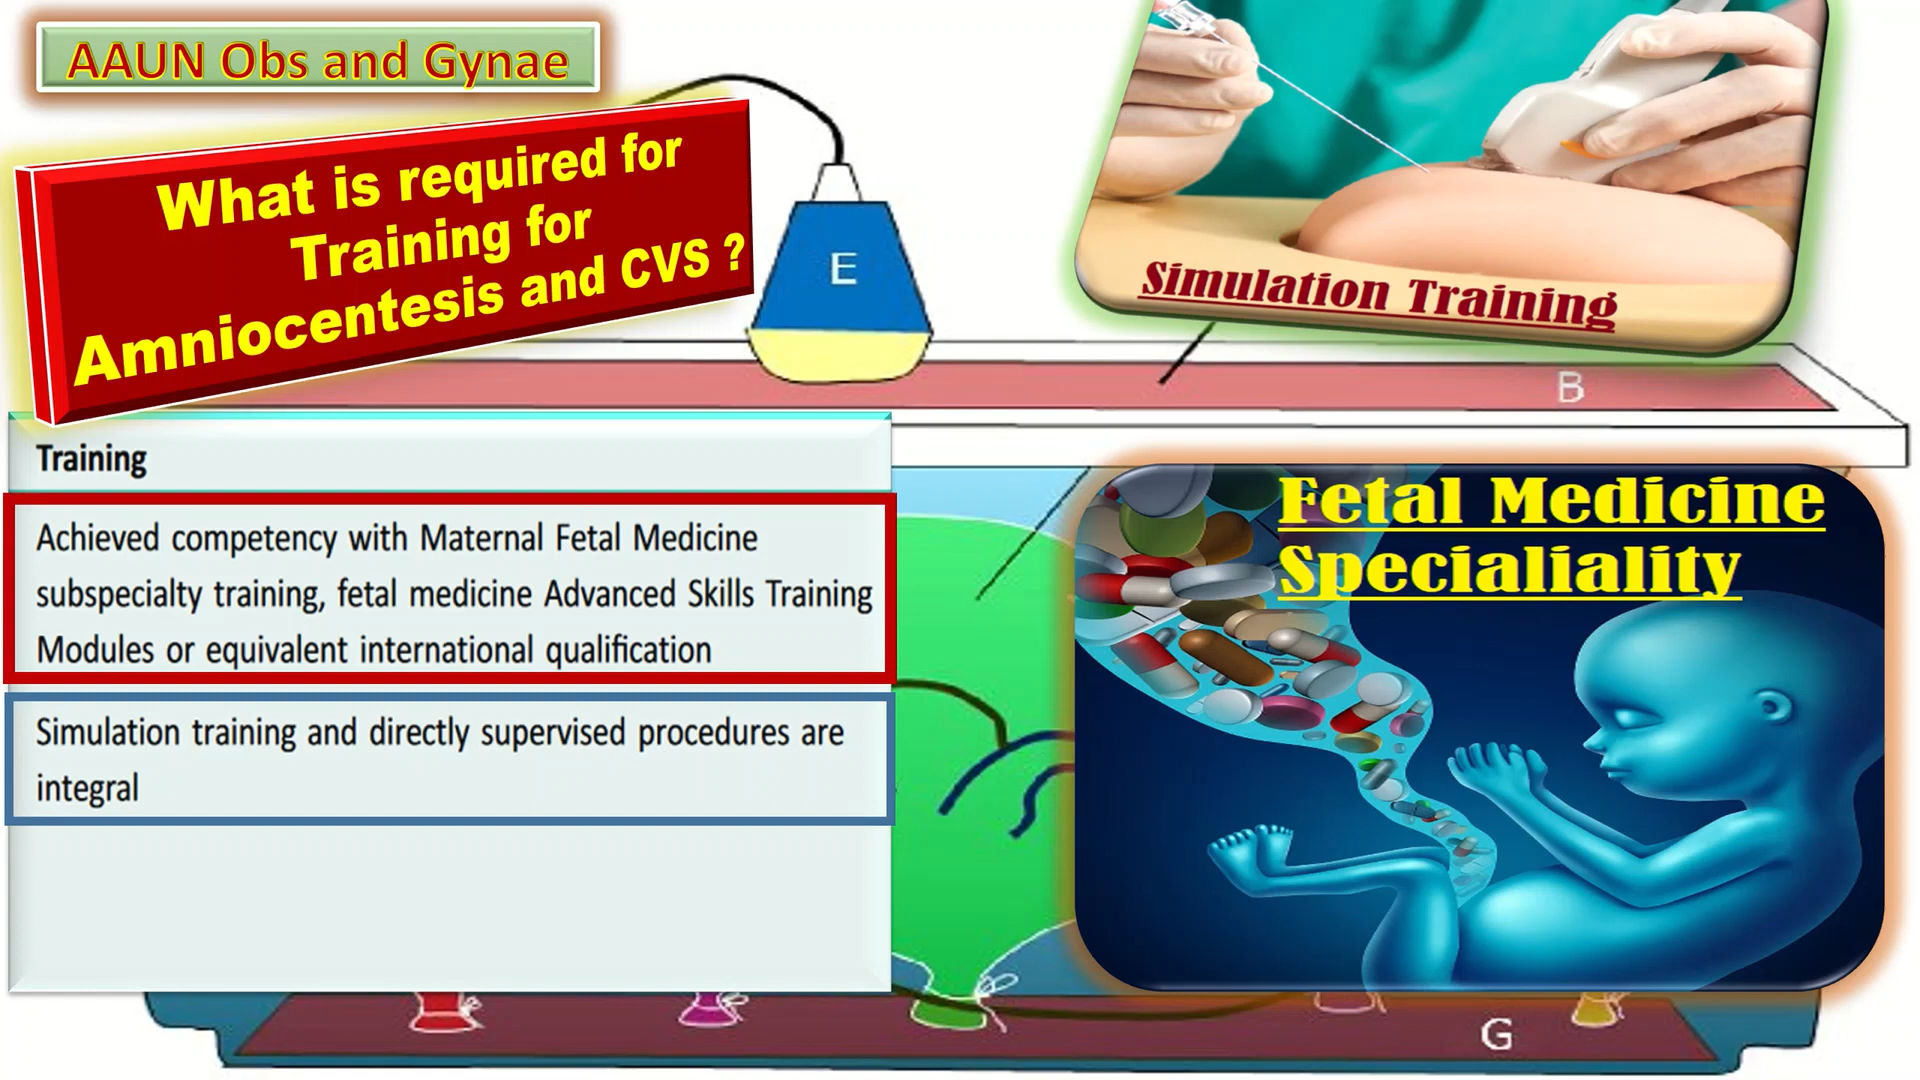 AAUN Obs and Gynae
What is required for
Training for
Amniocentesis and CVS ?
E
Simulation Training
B
Training
Achieved competency with Maternal Fetal Medicine
subspecialty training, fetal medicine Advanced Skills Training
Modules or equivalent international qualification
Simulation training and directly supervised procedures are
integral
Fetal Medicine
Specialiality
G